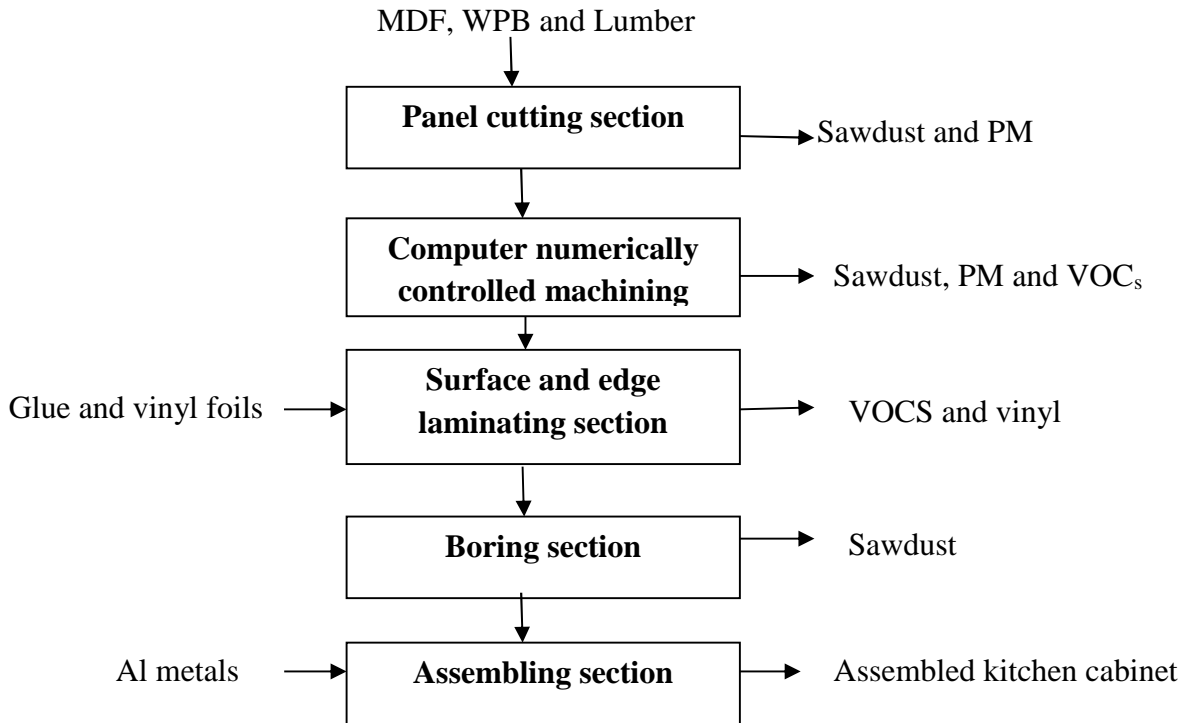 MDF, WPB and Lumber
Panel cutting section
Sawdust and PM
Computer numerically
controlled machining
Sawdust, PM and VOCs
Surface and edge
laminating section
Glue and vinyl foils
VOCS and vinyl
Boring section
Sawdust
Al metals
Assembling section
Assembled kitchen cabinet